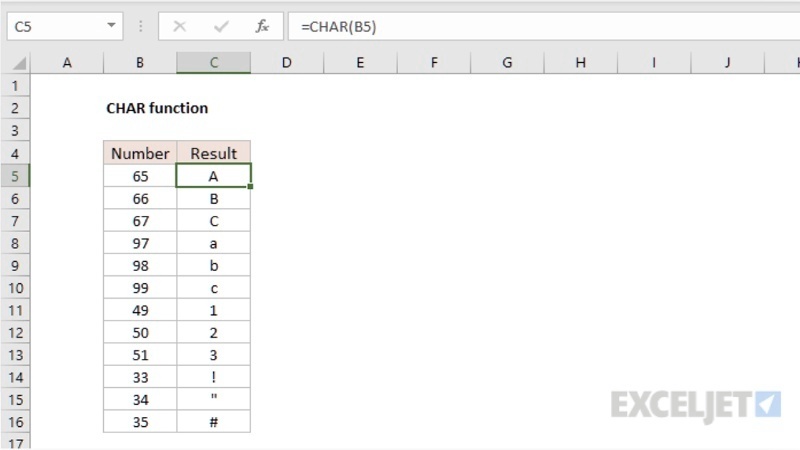 C5 fx =CHAR(B5)
A B C D E F G H I J
1
2 CHAR function
3
4 Number Result
5 65 A
6 66 B
7 67 C
8 97 a
9 98 b
10 99 c
11 49 1
12 50 2
13 51 3
14 33 !
15 34 "
16 35 #
17
EXCELJET